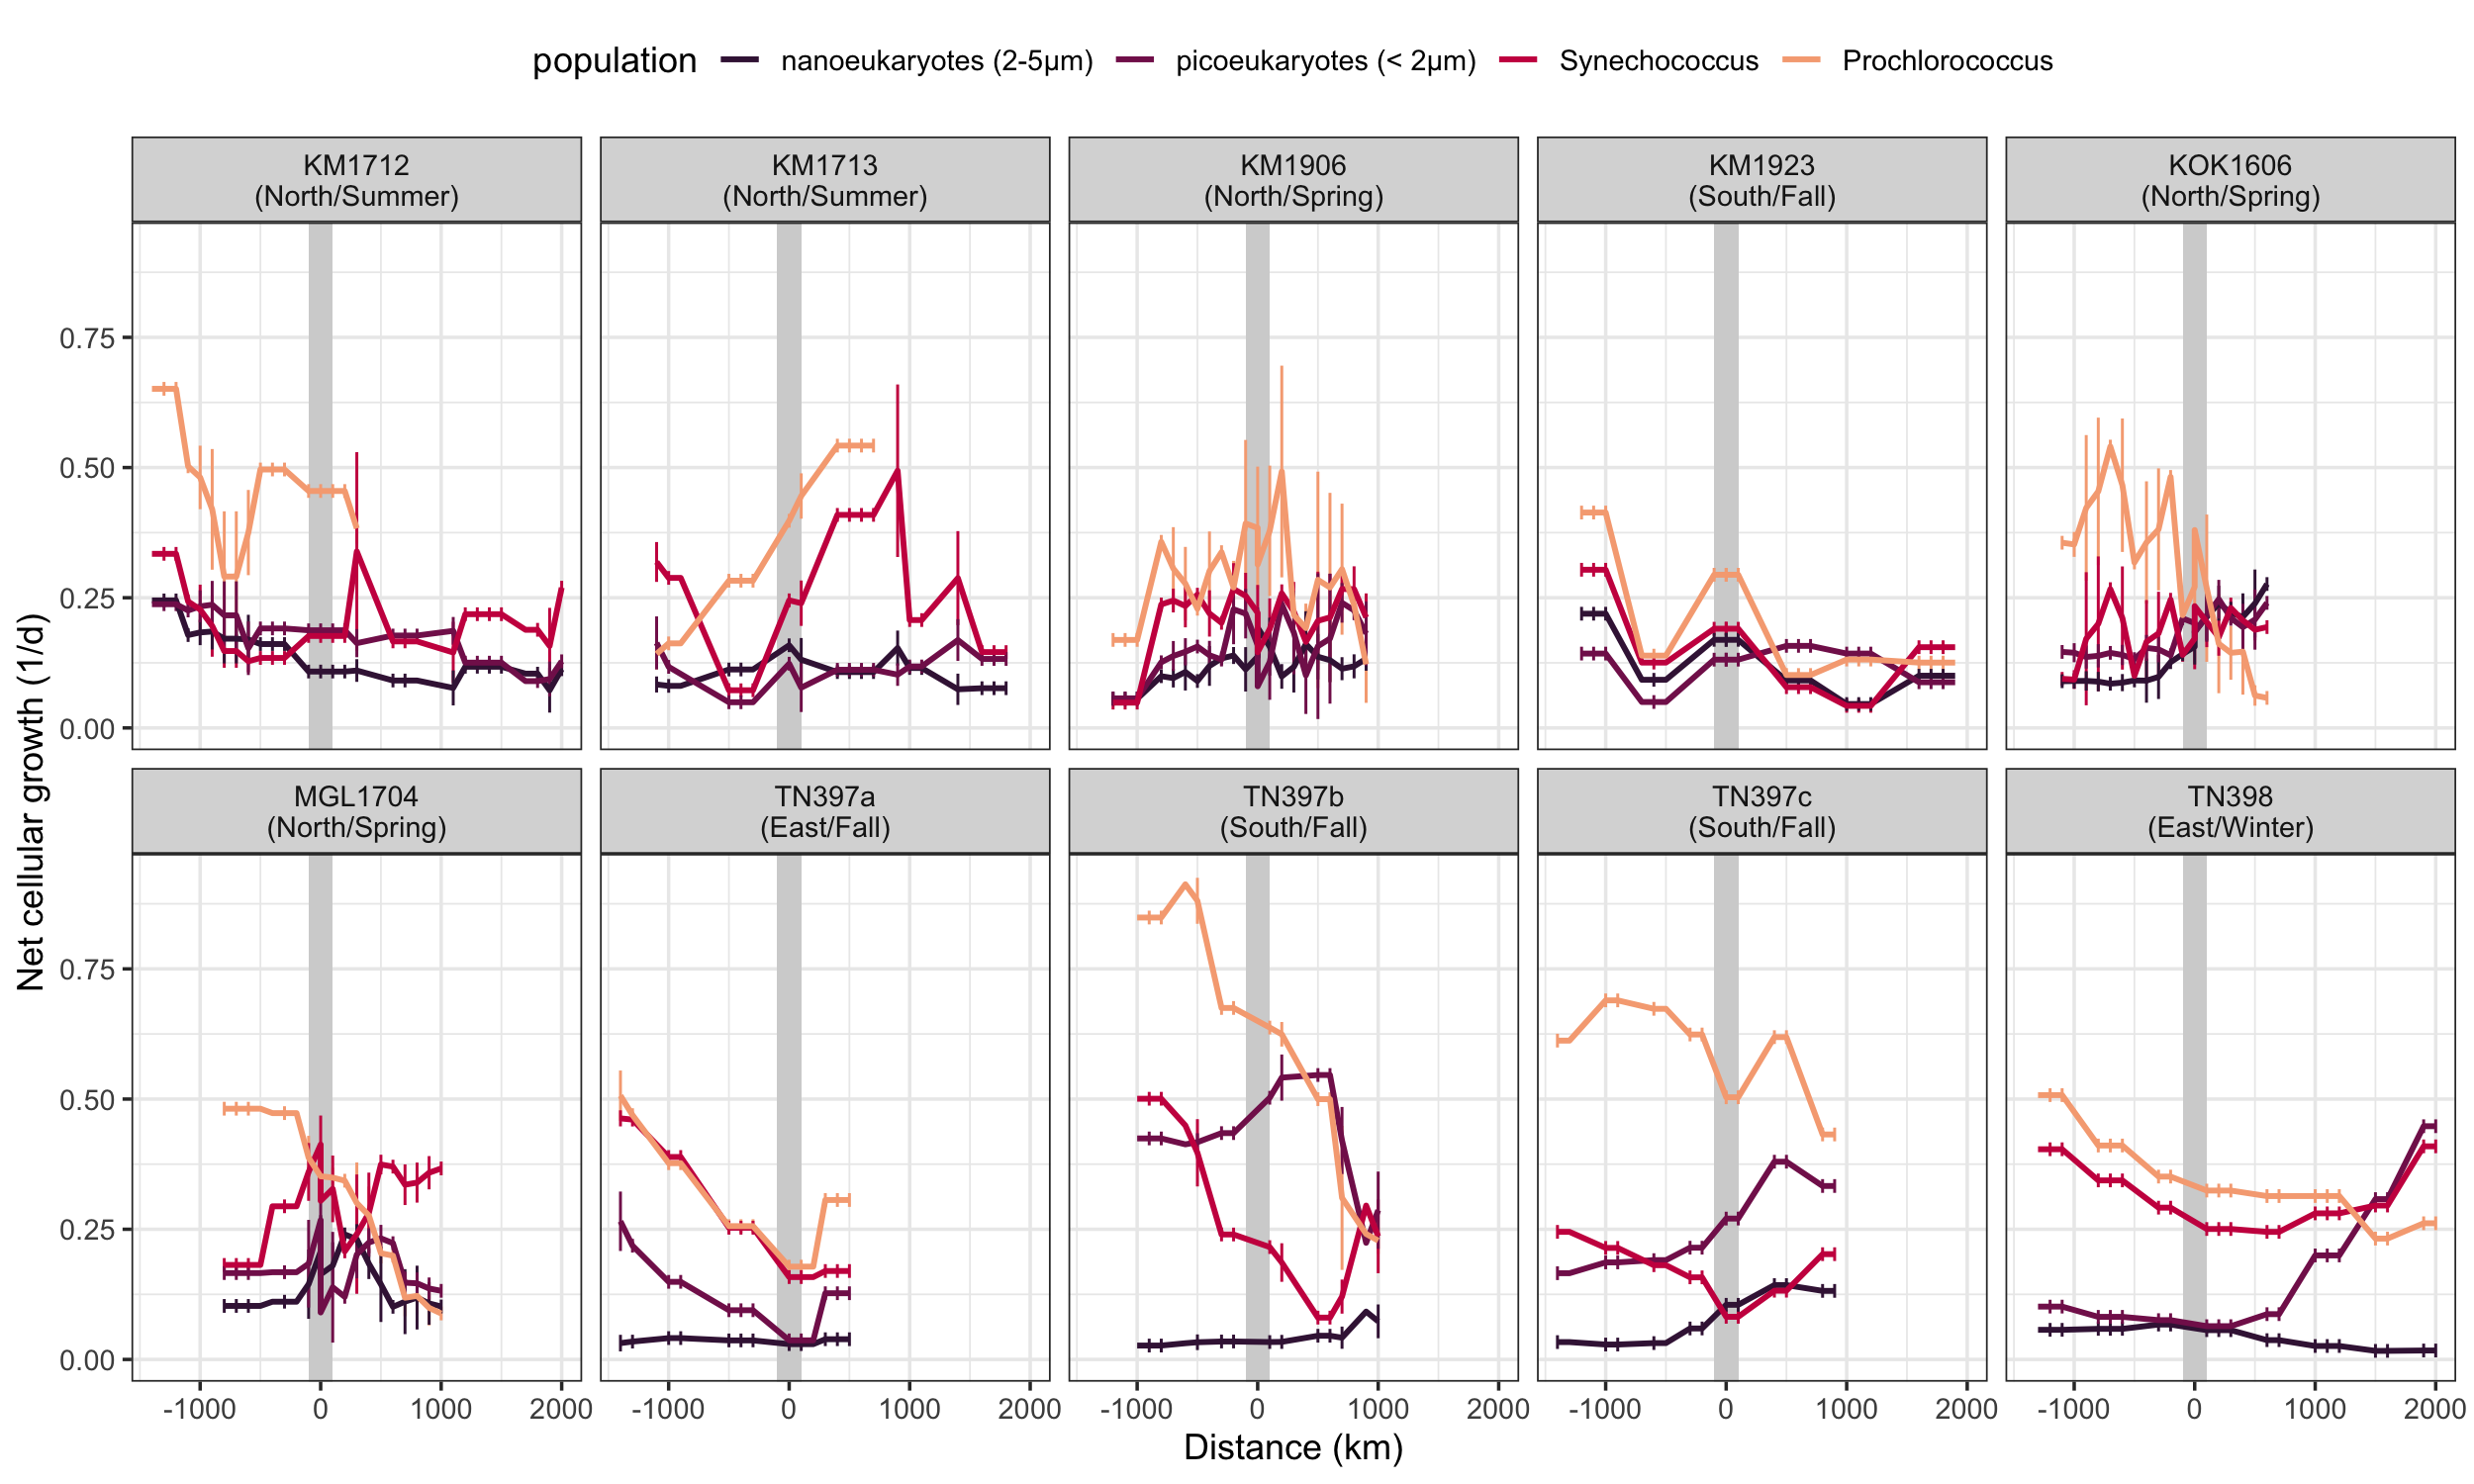 population nanoeukaryotes (2-5μm) picoeukaryotes (< 2μm) Synechococcus Prochlorococcus
KM1712 KM1713 KM1906 KM1923 KOK1606
(North/Summer) (North/Summer) (North/Spring) (South/Fall) (North/Spring)
0.75
0.50
0.25
0.00
Net cellular growth (1/d)
MGL1704 TN397a TN397b TN397c TN398
(North/Spring) (East/Fall) (South/Fall) (South/Fall) (East/Winter)
0.75
0.50
0.25
0.00
-1000 0 1000 2000 -1000 0 1000 2000 -1000 0 1000 2000 -1000 0 1000 2000 -1000 0 1000 2000
Distance (km)